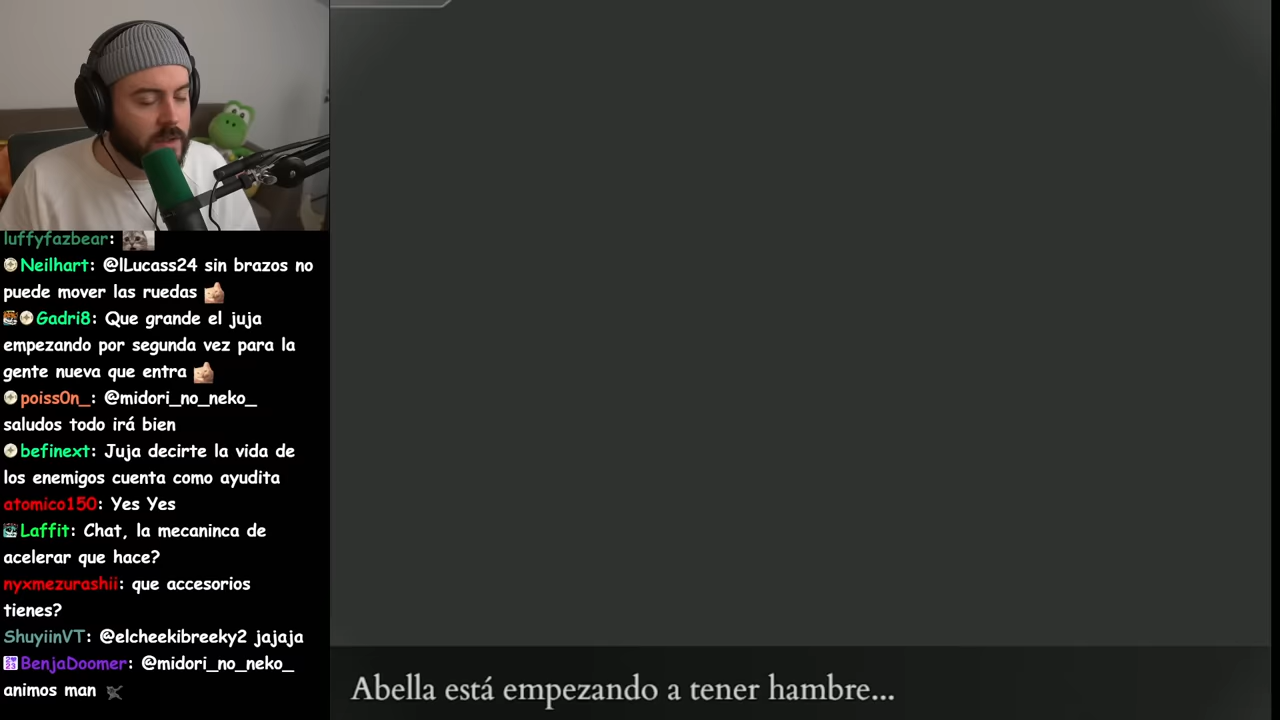 luffyfazbear:
Neilhart: @lLucass24 sin brazos no
puede mover las ruedas
Gadri8: Que grande el juja
empezando por segunda vez para la
gente nueva que entra
poiss0n_: @midori_no_neko_
saludos todo irá bien
befinext: Juja decirte la vida de
los enemigos cuenta como ayudita
atomico150: Yes Yes
Laffit: Chat, la mecaninca de
acelerar que hace?
nyxmezurashii: que accesorios
tienes?
ShuyiinVT: @elcheekibreeky2 jajaja
BenjaDoomer: @midori_no_neko_
animos man
Abella está empezando a tener hambre...